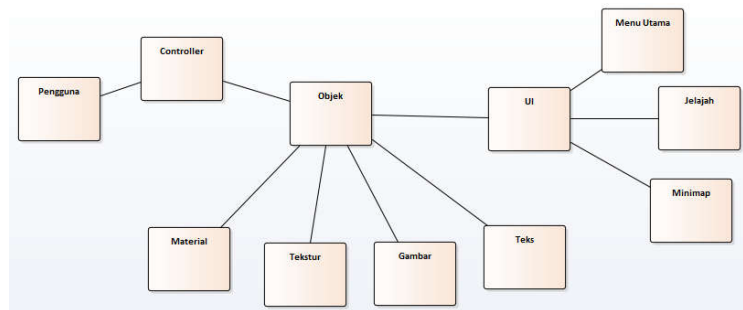 Menu Utama
Controller
Pengguna
Objek
UI
Jelajah
Minimap
Material
Tekstur
Gambar
Teks